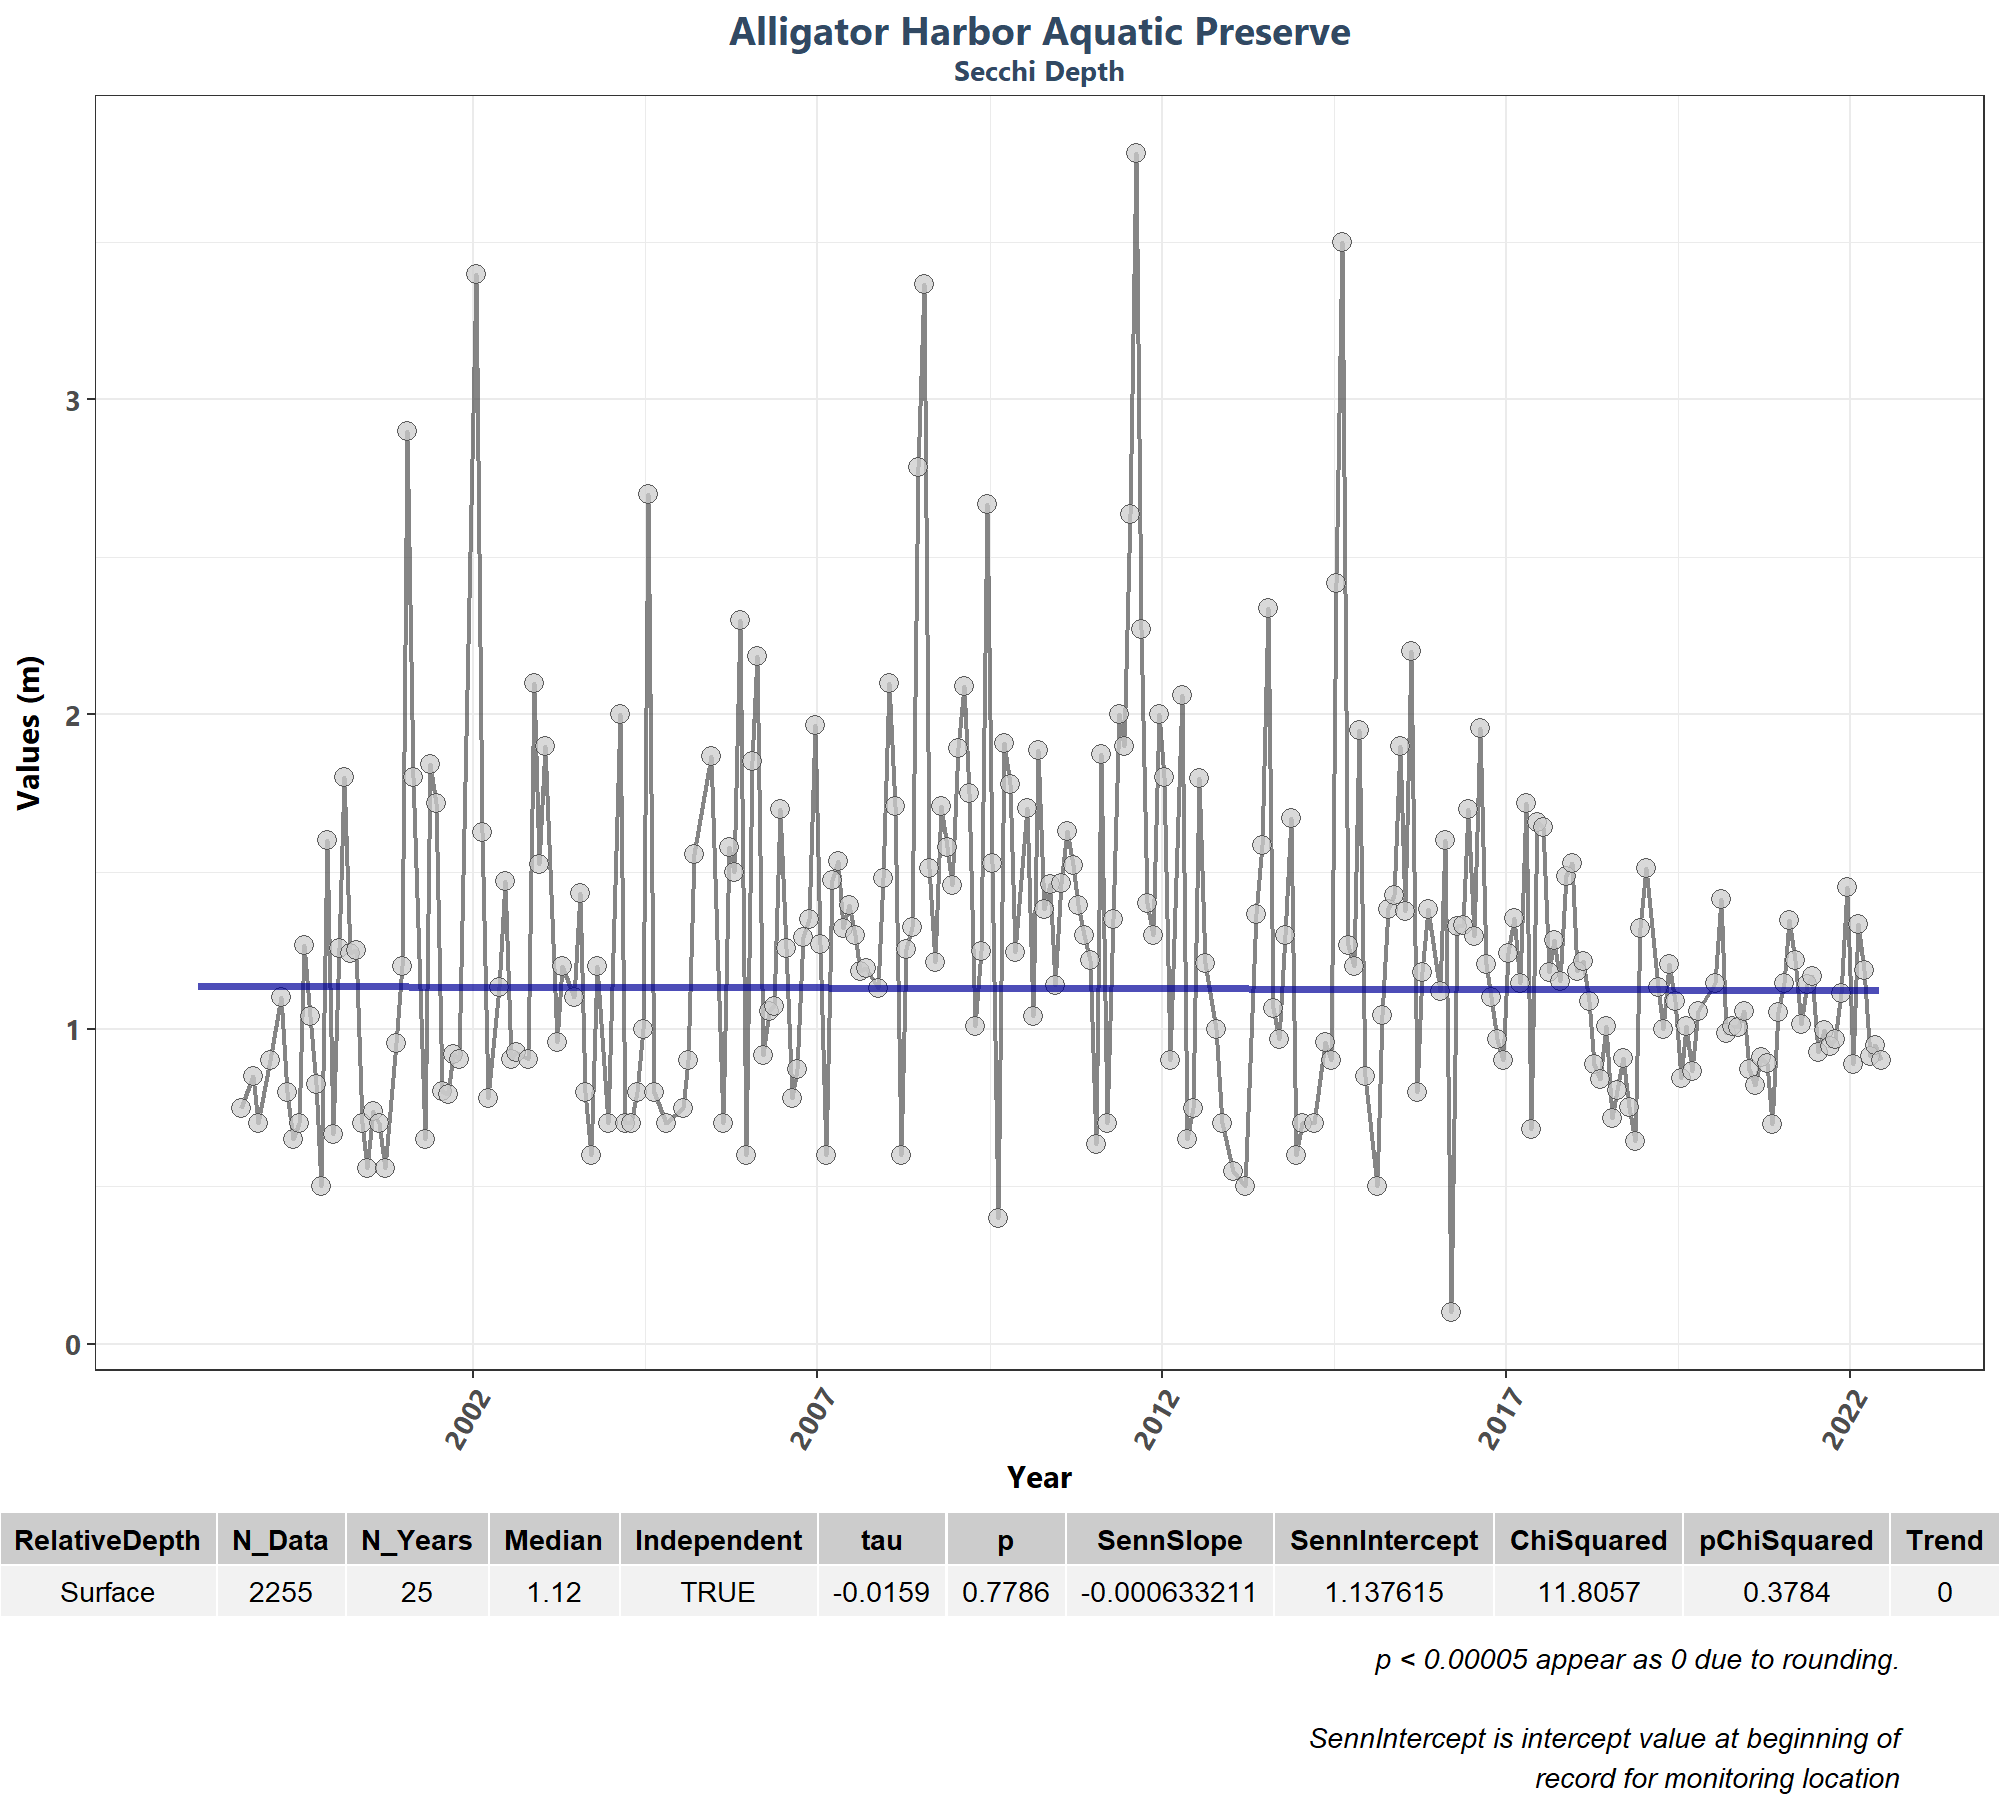 Alligator Harbor Aquatic Preserve
Secchi Depth
Values (m)
3
2
1
0
2002 2007 2012 2017 2022
Year
RelativeDepth N_Data N_Years Median Independent tau p SennSlope SennIntercept ChiSquared pChiSquared Trend
Surface 2255 25 1.12 TRUE -0.0159 0.7786 -0.000633211 1.137615 11.8057 0.3784 0
p < 0.00005 appear as 0 due to rounding.
SennIntercept is intercept value at beginning of
record for monitoring location